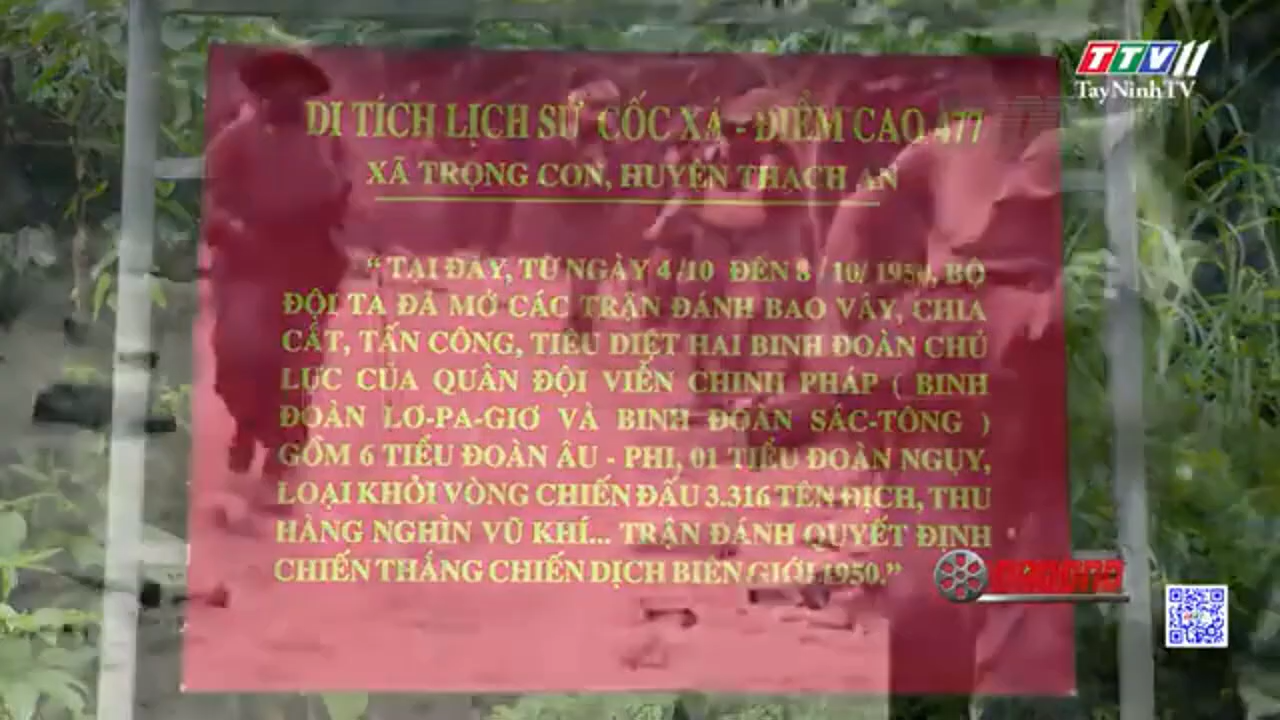 TTV11
TayNinhTV
DI TÍCH LỊCH SỬ CỐC XÁ - ĐIỂM CAO 477
XÃ TRỌNG CON, HUYỆN THẠCH AN
“ TẠI ĐÂY, TỪ NGÀY 4 /10 ĐẾN 8 / 10/ 1950, BỘ
ĐỘI TA ĐÃ MỞ CÁC TRẬN ĐÁNH BAO VÂY, CHIA
CẮT, TẤN CÔNG, TIÊU DIỆT HAI BINH ĐOÀN CHỦ
LỰC CỦA QUÂN ĐỘI VIỄN CHINH PHÁP ( BINH
ĐOÀN LƠ-PA-GIƠ VÀ BINH ĐOÀN SÁC-TÔNG )
GỒM 6 TIỂU ĐOÀN ÂU - PHI, 01 TIỂU ĐOÀN NGỤY,
LOẠI KHỎI VÒNG CHIẾN ĐẤU 3.316 TÊN ĐỊCH, THU
HÀNG NGHÌN VŨ KHÍ... TRẬN ĐÁNH QUYẾT ĐỊNH
CHIẾN THẮNG CHIẾN DỊCH BIÊN GIỚI 1950.”